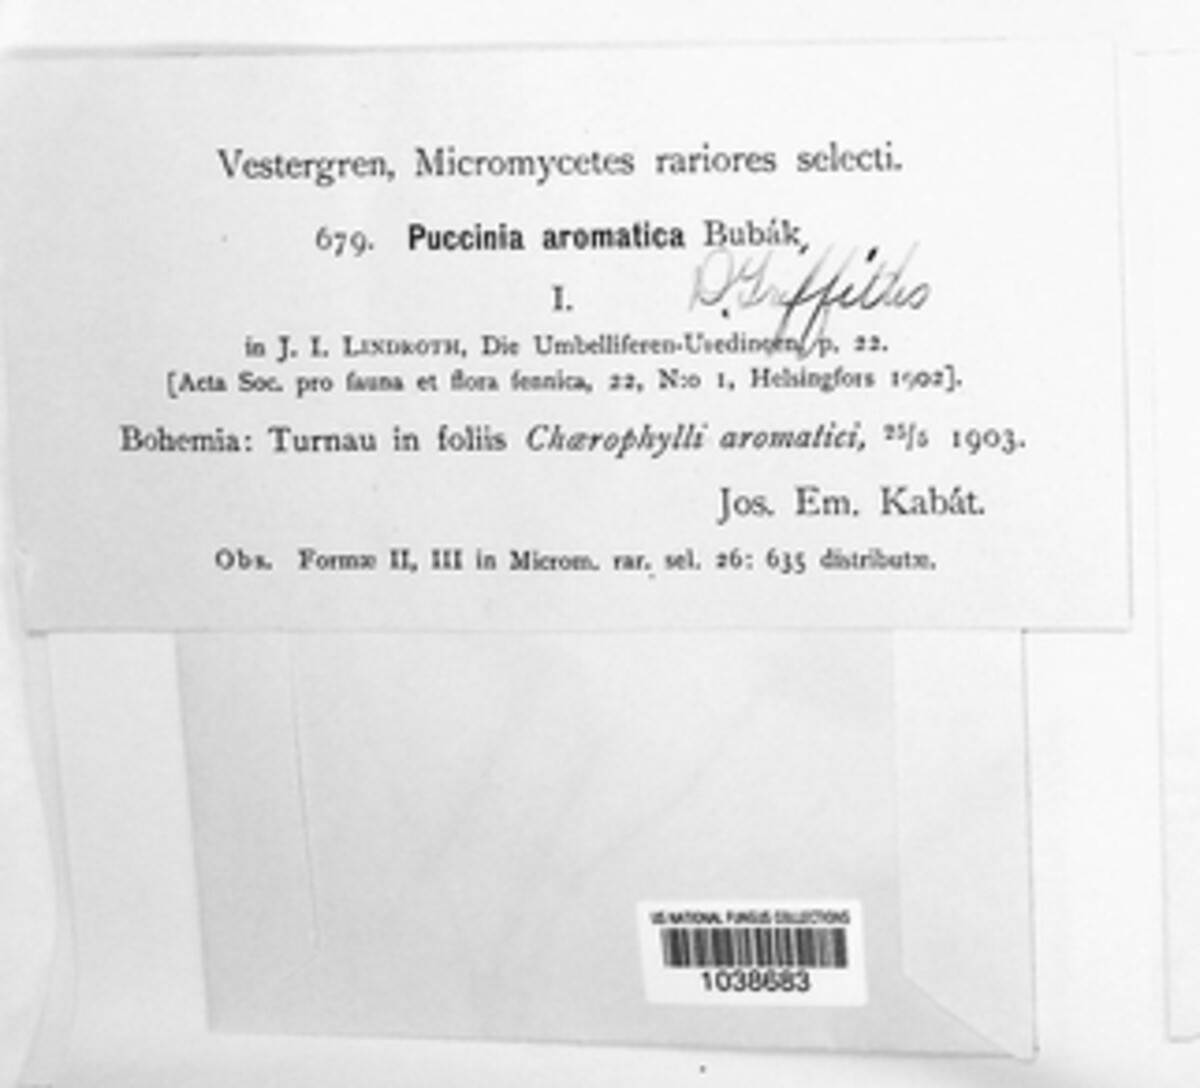 Vestergren, Micromycetes rariores selecti.
679. Puccinia aromatica Bubák,
D. Griffiths
I.
in J. I. LINDROTH, Die Umbelliferen-Uredineen, p. 22.
[Acta Soc. pro fauna et flora fennica, 22, N:o 1, Helsingfors 1902].
Bohemia: Turnau in foliis Chærophylli aromatici, 25/5 1903.
Jos. Em. Kabát.
Obs. Formæ II, III in Microm. rar. sel. 26: 635 distributæ.
US NATIONAL FUNGUS COLLECTIONS
1038683